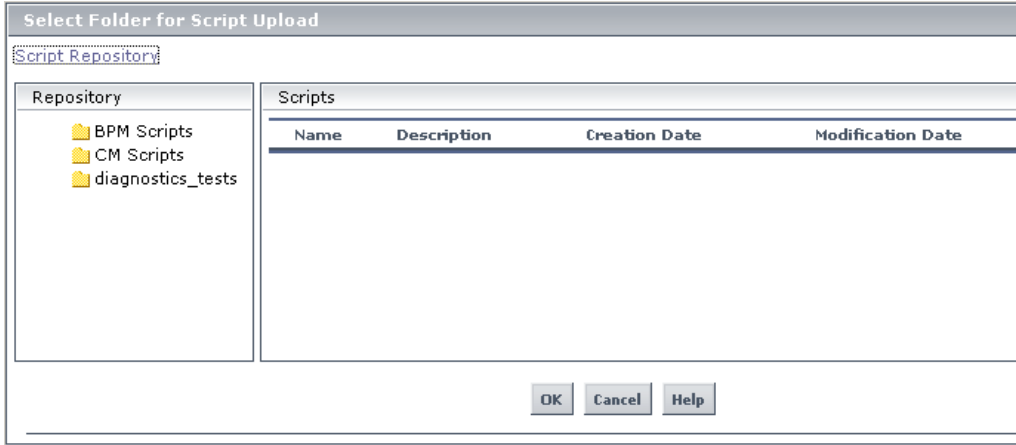 Select Folder for Script Upload
Script Repository
Repository
BPM Scripts
CM Scripts
diagnostics_tests
Scripts
Name Description Creation Date Modification Date
OK Cancel Help